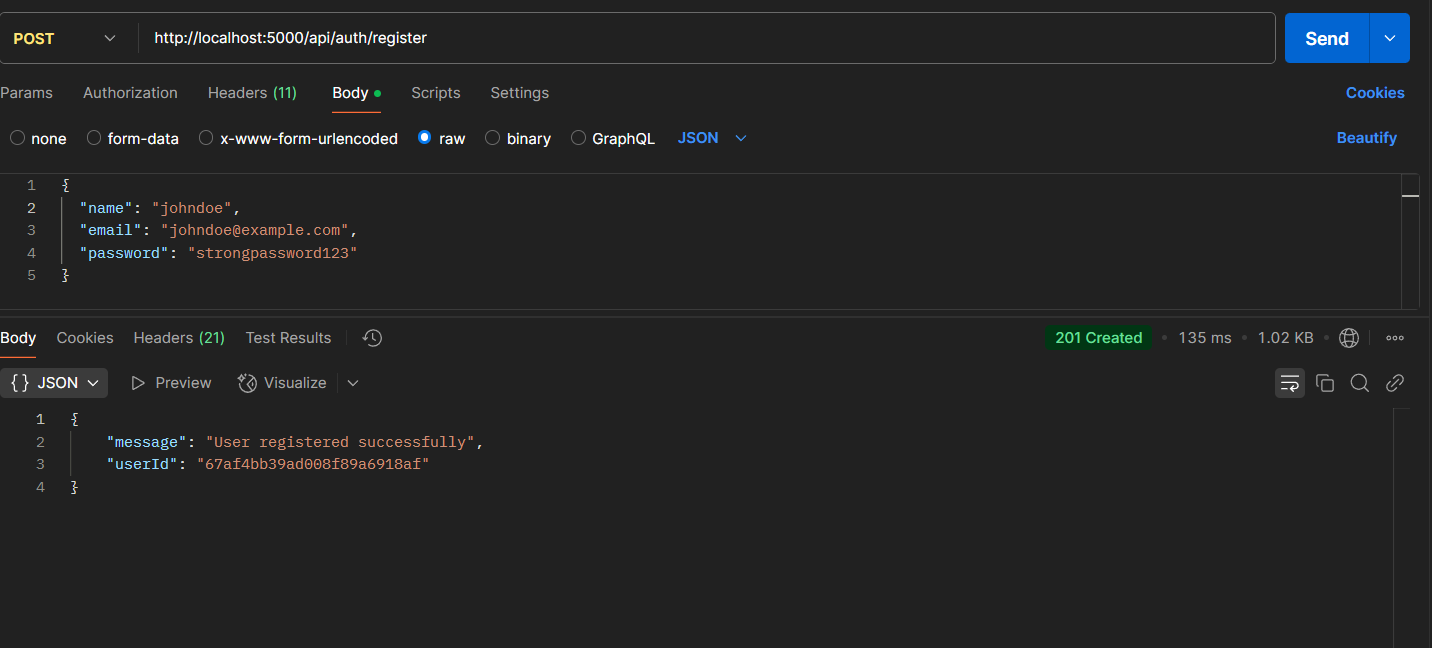 POST http://localhost:5000/api/auth/register Send
Params Authorization Headers (11) Body Scripts Settings Cookies
none form-data x-www-form-urlencoded raw binary GraphQL JSON Beautify
1 {
2 "name": "johndoe",
3 "email": "johndoe@example.com",
4 "password": "strongpassword123"
5 }
Body Cookies Headers (21) Test Results 201 Created • 135 ms • 1.02 KB •
{} JSON Preview Visualize
1 {
2 "message": "User registered successfully",
3 "userId": "67af4bb39ad008f89a6918af"
4 }